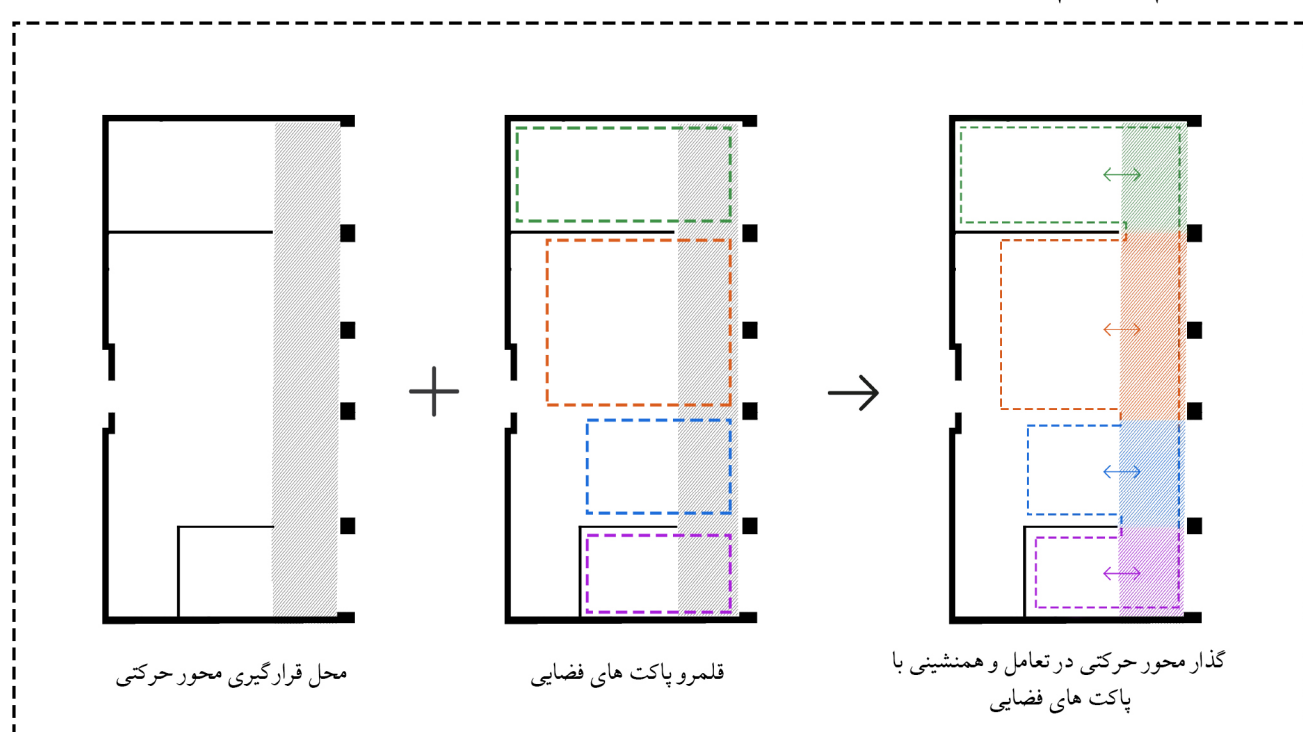 محل قرارگیری محور حرکتی
قلمرو پاکت های فضایی
گذار محور حرکتی در تعامل و همنشینی با
پاکت های فضایی